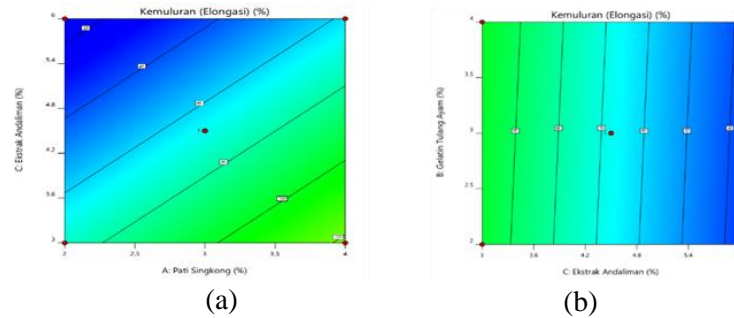 Kemuluran (Elongasi) (%)
6
5.4
4.8
4.2
3.6
3
C: Ekstrak Andaliman (%)
2
2.5
3
3.5
4
A: Pati Singkong (%)
(a)
Kemuluran (Elongasi) (%)
4
3.5
3
2.5
2
B: Gelatin Tulang Ayam (%)
3
3.6
4.2
4.8
5.4
C: Ekstrak Andaliman (%)
(b)